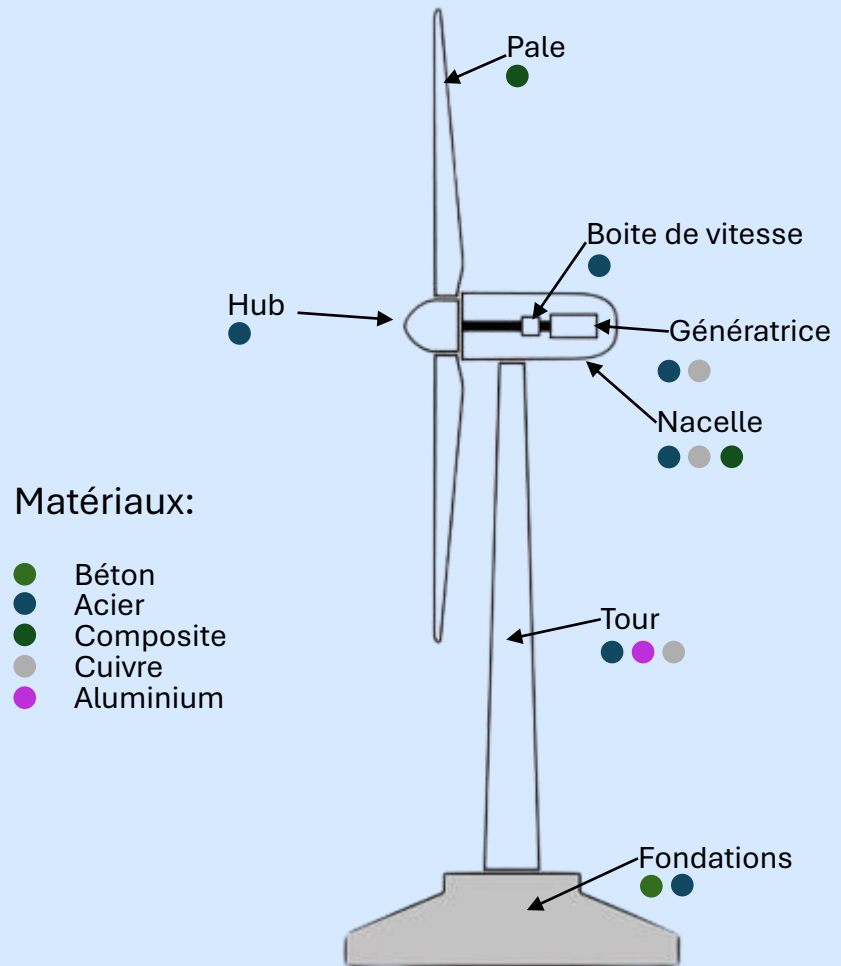 Pale
Boite de vitesse
Hub
Génératrice
Nacelle
Matériaux:
Béton
Acier
Composite
Cuivre
Aluminium
Tour
Fondations